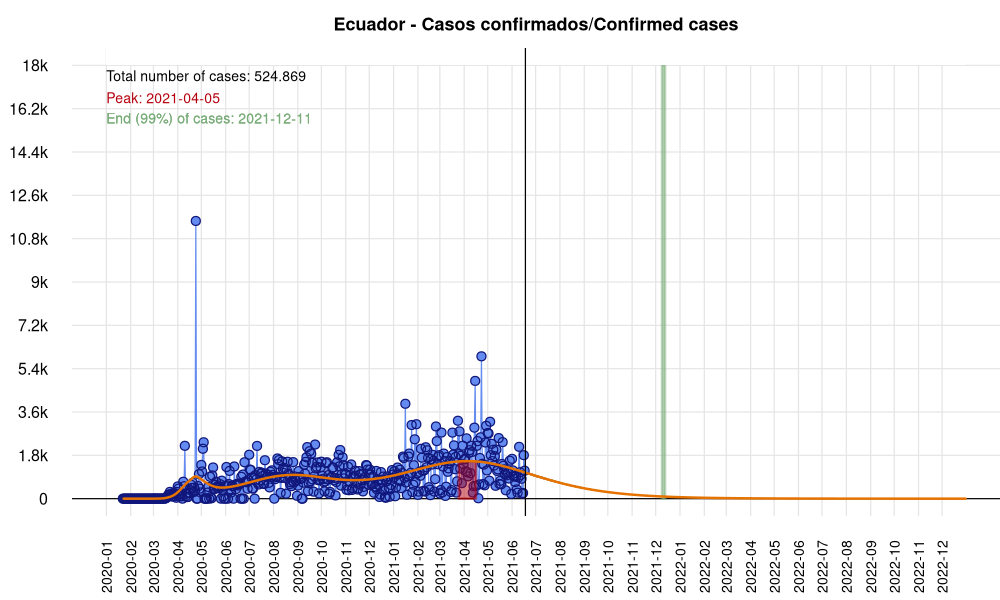 Ecuador - Casos confirmados/Confirmed cases
Total number of cases: 524.869
Peak: 2021-04-05
End (99%) of cases: 2021-12-11
18k
16.2k
14.4k
12.6k
10.8k
9k
7.2k
5.4k
3.6k
1.8k
0
2020-01
2020-02
2020-03
2020-04
2020-05
2020-06
2020-07
2020-08
2020-09
2020-10
2020-11
2020-12
2021-01
2021-02
2021-03
2021-04
2021-05
2021-06
2021-07
2021-08
2021-09
2021-10
2021-11
2021-12
2022-01
2022-02
2022-03
2022-04
2022-05
2022-06
2022-07
2022-08
2022-09
2022-10
2022-11
2022-12